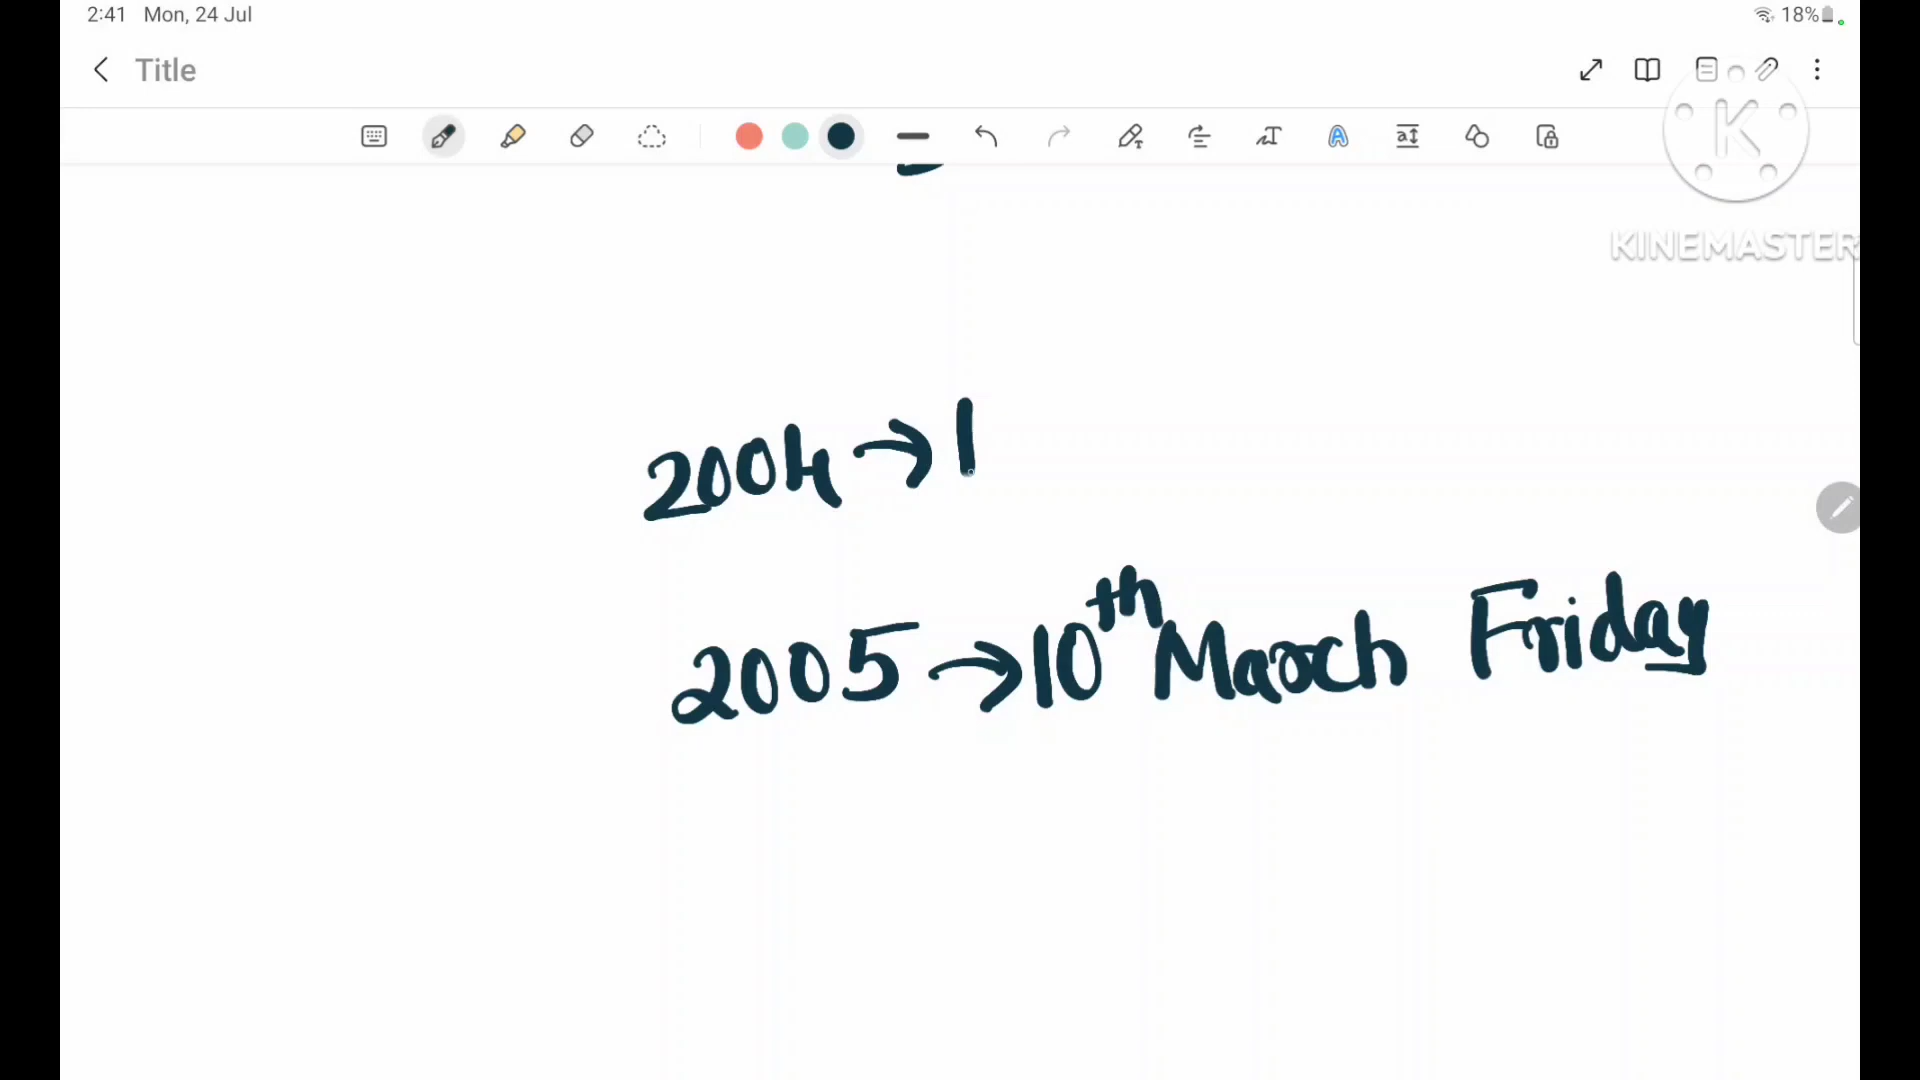 2:41 Mon, 24 Jul 18%
Title
KINEMASTER
2004 → 1
2005 → 10th March Friday